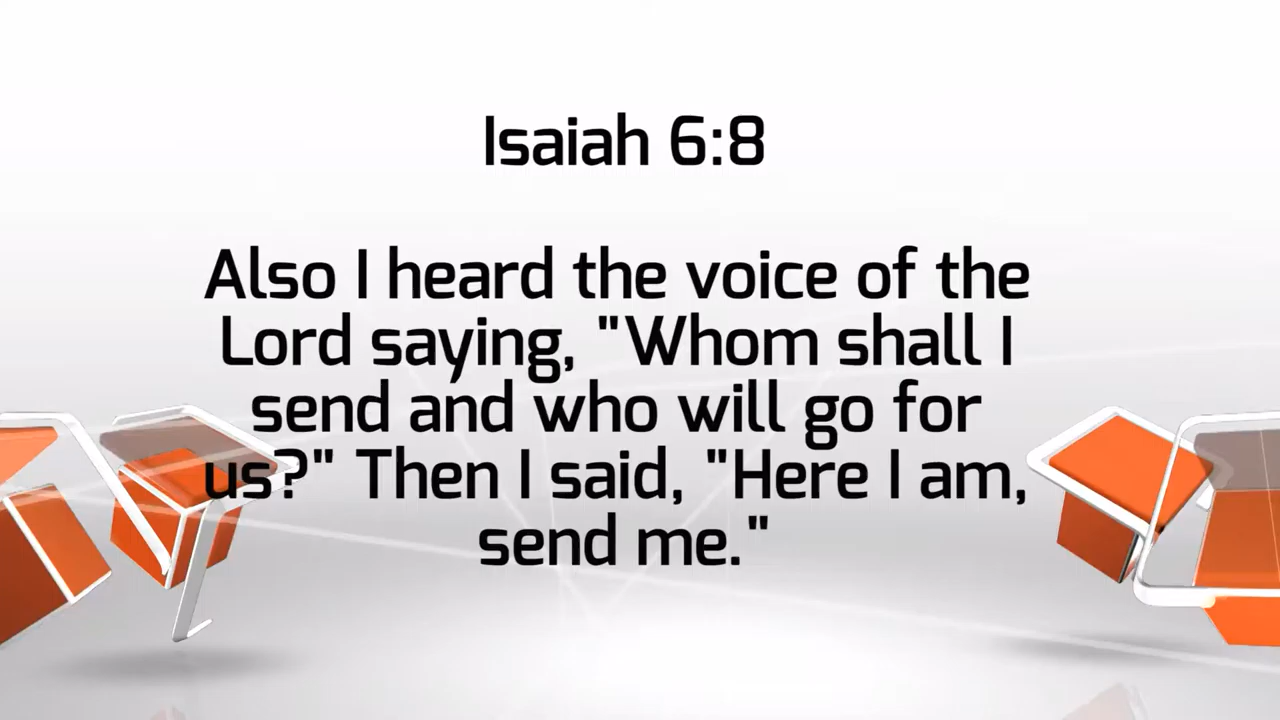 Isaiah 6:8
Also I heard the voice of the
Lord saying, "Whom shall I
send and who will go for
us?" Then I said, "Here I am,
send me."